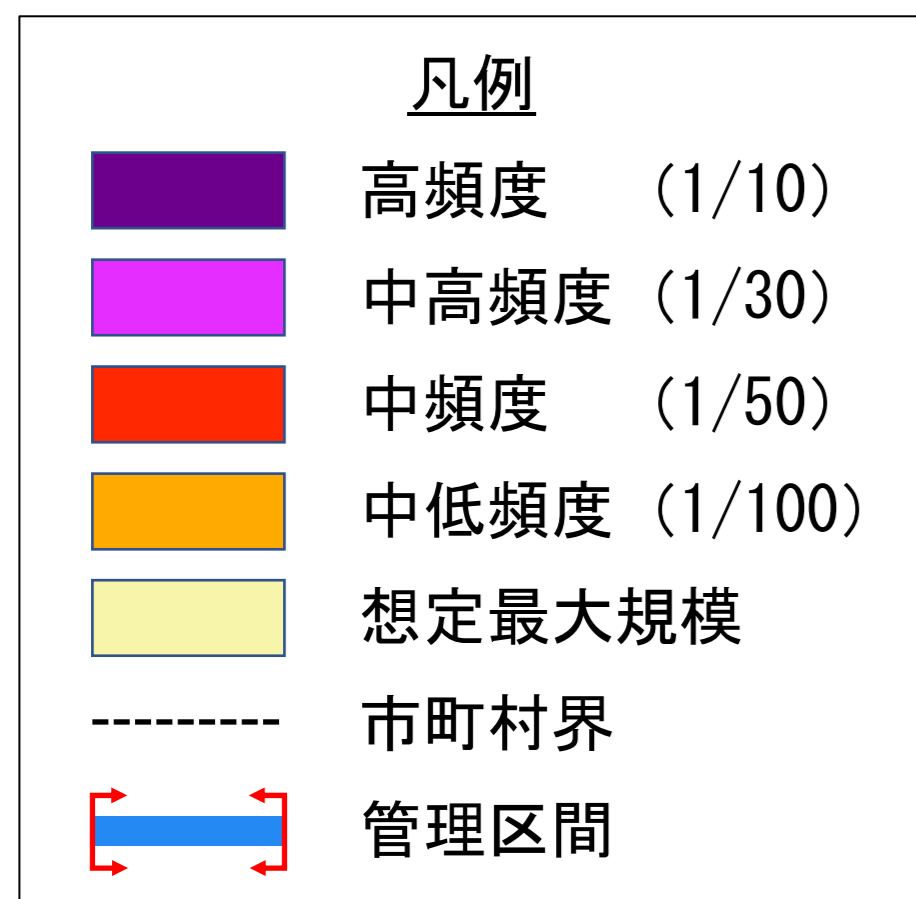 凡例
高頻度　（1/10）
中高頻度（1/30）
中頻度　（1/50）
中低頻度（1/100）
想定最大規模
市町村界
管理区間